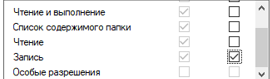 Чтение и выполнение
Список содержимого папки
Чтение
Запись
Особые разрешения